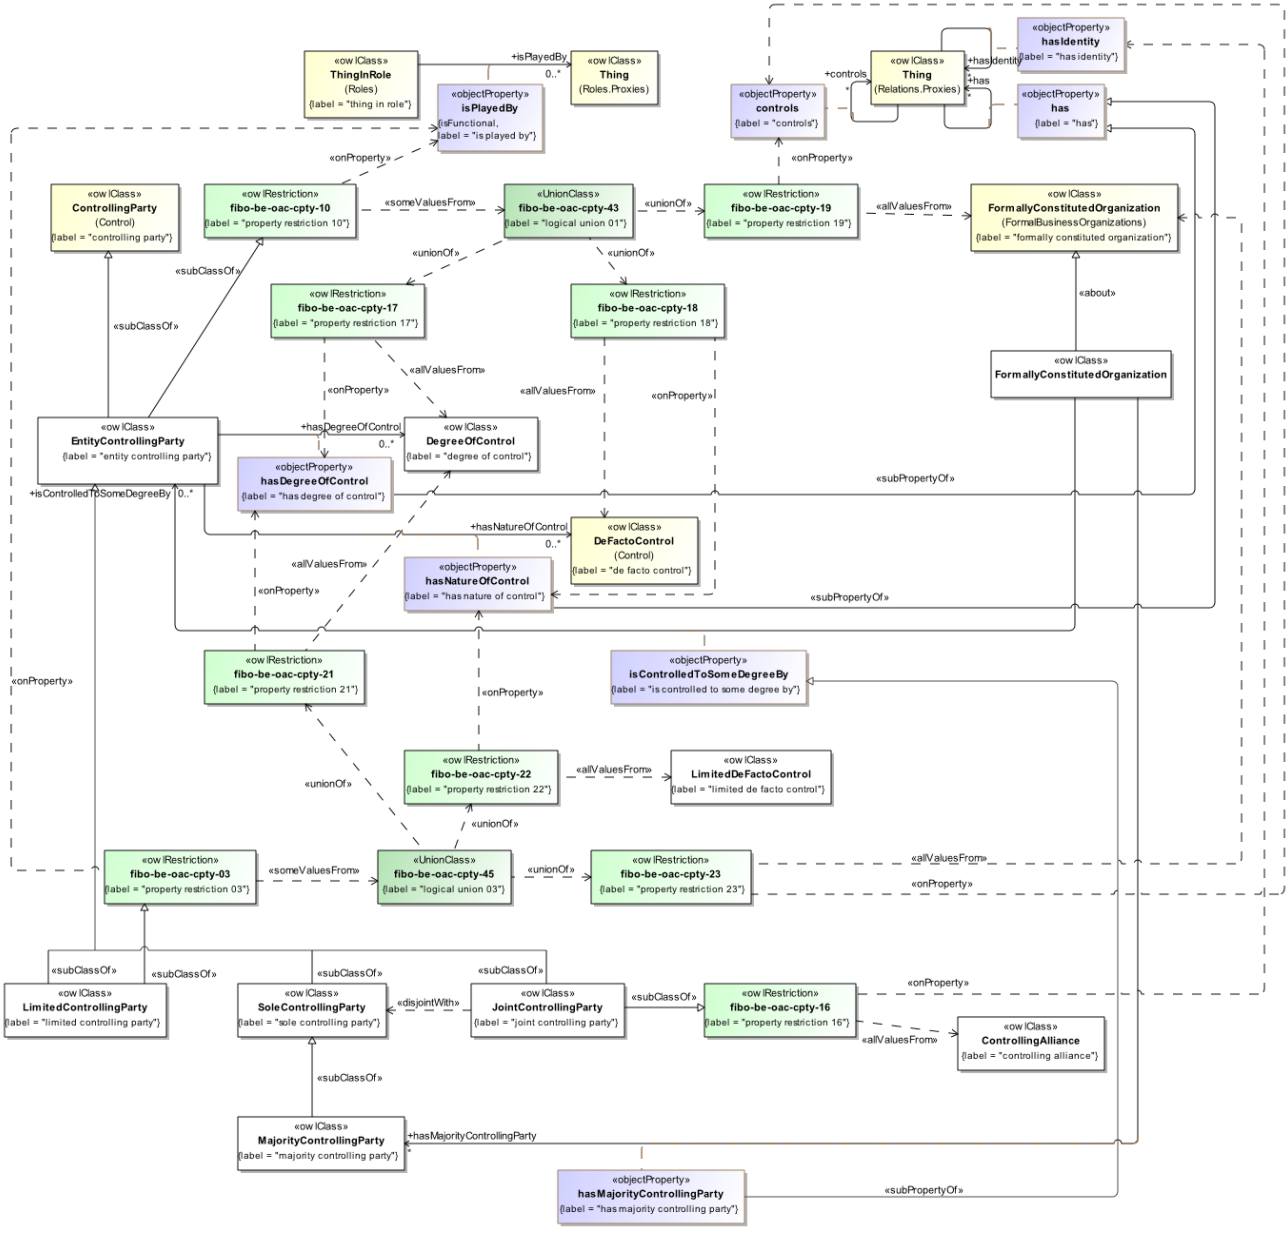 «objectProperty»
hasIdentity
{label = "has identity"}
«owlClass»
ThingInRole
(Roles)
{label = "thing in role"}
+isPlayedBy
0..*
«owlClass»
Thing
(Roles.Proxies)
«objectProperty»
isPlayedBy
{isFunctional,
label = "is played by"}
«objectProperty»
controls
{label = "controls"}
+controls
*
«owlClass»
Thing
(Relations.Proxies)
+hasIdentity
*
+has
*
«objectProperty»
has
{label = "has"}
«onProperty»
«onProperty»
«owlClass»
ControllingParty
(Control)
{label = "controlling party"}
«owlRestriction»
fibo-be-oac-cpty-10
{label = "property restriction 10"}
«someValuesFrom»
«UnionClass»
fibo-be-oac-cpty-43
{label = "logical union 01"}
«unionOf»
«owlRestriction»
fibo-be-oac-cpty-19
{label = "property restriction 19"}
«allValuesFrom»
«owlClass»
FormallyConstitutedOrganization
(FormalBusinessOrganizations)
{label = "formally constituted organization"}
«unionOf»
«unionOf»
«subClassOf»
«owlRestriction»
fibo-be-oac-cpty-17
{label = "property restriction 17"}
«owlRestriction»
fibo-be-oac-cpty-18
{label = "property restriction 18"}
«about»
«subClassOf»
«allValuesFrom»
«onProperty»
«allValuesFrom»
«onProperty»
«owlClass»
FormallyConstitutedOrganization
«owlClass»
EntityControllingParty
{label = "entity controlling party"}
+hasDegreeOfControl
0..*
«owlClass»
DegreeOfControl
{label = "degree of control"}
«objectProperty»
hasDegreeOfControl
{label = "has degree of control"}
«subPropertyOf»
+isControlledToSomeDegreeBy
0..*
+hasNatureOfControl
0..*
«owlClass»
DeFactoControl
(Control)
{label = "de facto control"}
«allValuesFrom»
«onProperty»
«objectProperty»
hasNatureOfControl
{label = "has nature of control"}
«subPropertyOf»
«owlRestriction»
fibo-be-oac-cpty-21
{label = "property restriction 21"}
«objectProperty»
isControlledToSomeDegreeBy
{label = "is controlled to some degree by"}
«onProperty»
«onProperty»
«owlRestriction»
fibo-be-oac-cpty-22
{label = "property restriction 22"}
«allValuesFrom»
«owlClass»
LimitedDeFactoControl
{label = "limited de facto control"}
«unionOf»
«unionOf»
«owlRestriction»
fibo-be-oac-cpty-03
{label = "property restriction 03"}
«someValuesFrom»
«UnionClass»
fibo-be-oac-cpty-45
{label = "logical union 03"}
«unionOf»
«owlRestriction»
fibo-be-oac-cpty-23
{label = "property restriction 23"}
«allValuesFrom»
«onProperty»
«subClassOf»
«subClassOf»
«subClassOf»
«subClassOf»
«owlClass»
LimitedControllingParty
{label = "limited controlling party"}
«owlClass»
SoleControllingParty
{label = "sole controlling party"}
«disjointWith»
«owlClass»
JointControllingParty
{label = "joint controlling party"}
«subClassOf»
«owlRestriction»
fibo-be-oac-cpty-16
{label = "property restriction 16"}
«onProperty»
«allValuesFrom»
«owlClass»
ControllingAlliance
{label = "controlling alliance"}
«subClassOf»
«owlClass»
MajorityControllingParty
{label = "majority controlling party"}
+hasMajorityControllingParty
*
«objectProperty»
hasMajorityControllingParty
{label = "has majority controlling party"}
«subPropertyOf»